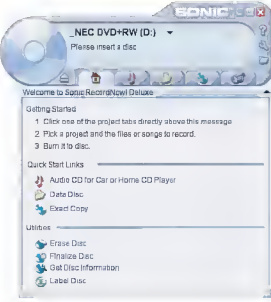 SONIC
_NEC DVD+RW (D:)
Please insert a disc
Welcome to Sonic RecordNow! Deluxe
Getting Started
1 Click one of the project tabs directly above this message
2 Pick a project and the files or songs to record.
3 Burn it to disc.
Quick Start Links
Audio CD for Car or Home CD Player
Data Disc
Exact Copy
Utilities
Erase Disc
Finalize Disc
Get Disc Information
Label Disc